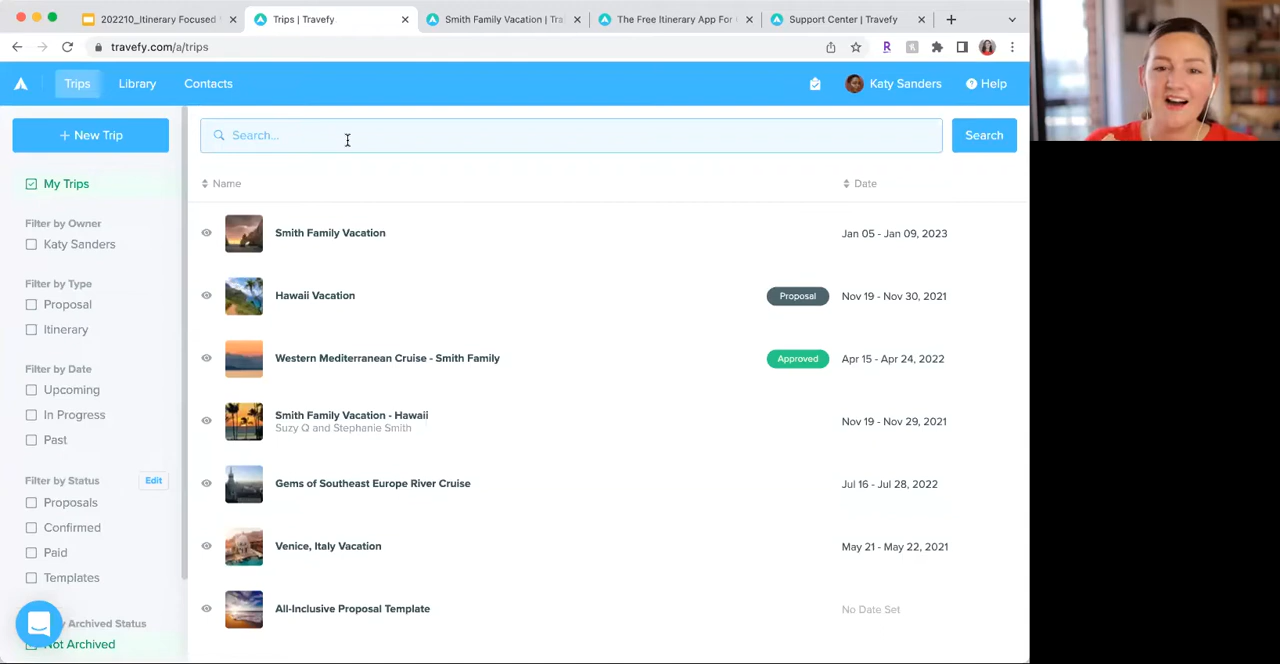 202210_Itinerary Focused
Trips | Travefy
Smith Family Vacation | Tra
The Free Itinerary App For
Support Center | Travefy
travefy.com/a/trips
Trips
Library
Contacts
Katy Sanders
Help
+ New Trip
Search...
Search
My Trips
Filter by Owner
Katy Sanders
Filter by Type
Proposal
Itinerary
Filter by Date
Upcoming
In Progress
Past
Filter by Status
Edit
Proposals
Confirmed
Paid
Templates
Archived Status
Not Archived
Name
Date
Smith Family Vacation
Jan 05 - Jan 09, 2023
Hawaii Vacation
Proposal
Nov 19 - Nov 30, 2021
Western Mediterranean Cruise - Smith Family
Approved
Apr 15 - Apr 24, 2022
Smith Family Vacation - Hawaii
Suzy Q and Stephanie Smith
Nov 19 - Nov 29, 2021
Gems of Southeast Europe River Cruise
Jul 16 - Jul 28, 2022
Venice, Italy Vacation
May 21 - May 22, 2021
All-Inclusive Proposal Template
No Date Set